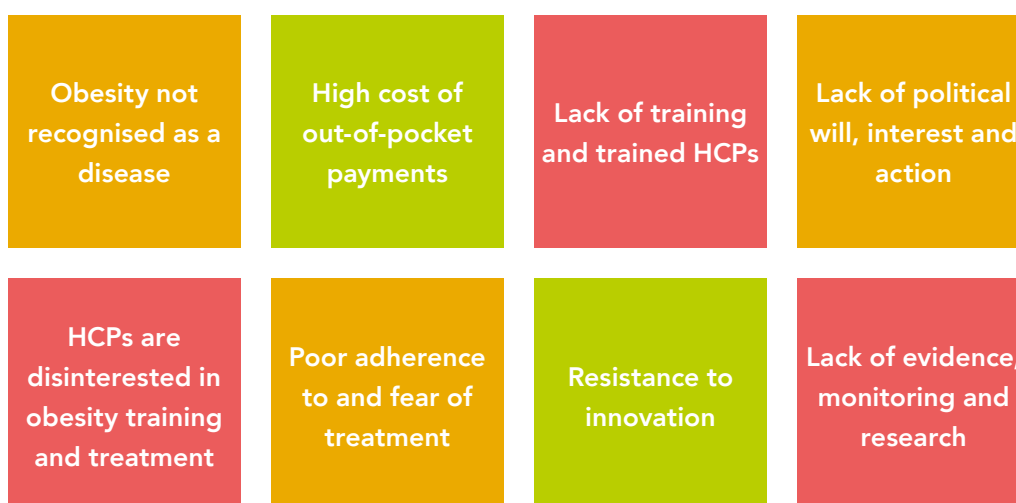 Obesity not
recognised as a
disease
High cost of
out-of-pocket
payments
Lack of training
and trained HCPs
Lack of political
will, interest and
action
HCPs are
disinterested in
obesity training
and treatment
Poor adherence
to and fear of
treatment
Resistance to
innovation
Lack of evidence,
monitoring and
research